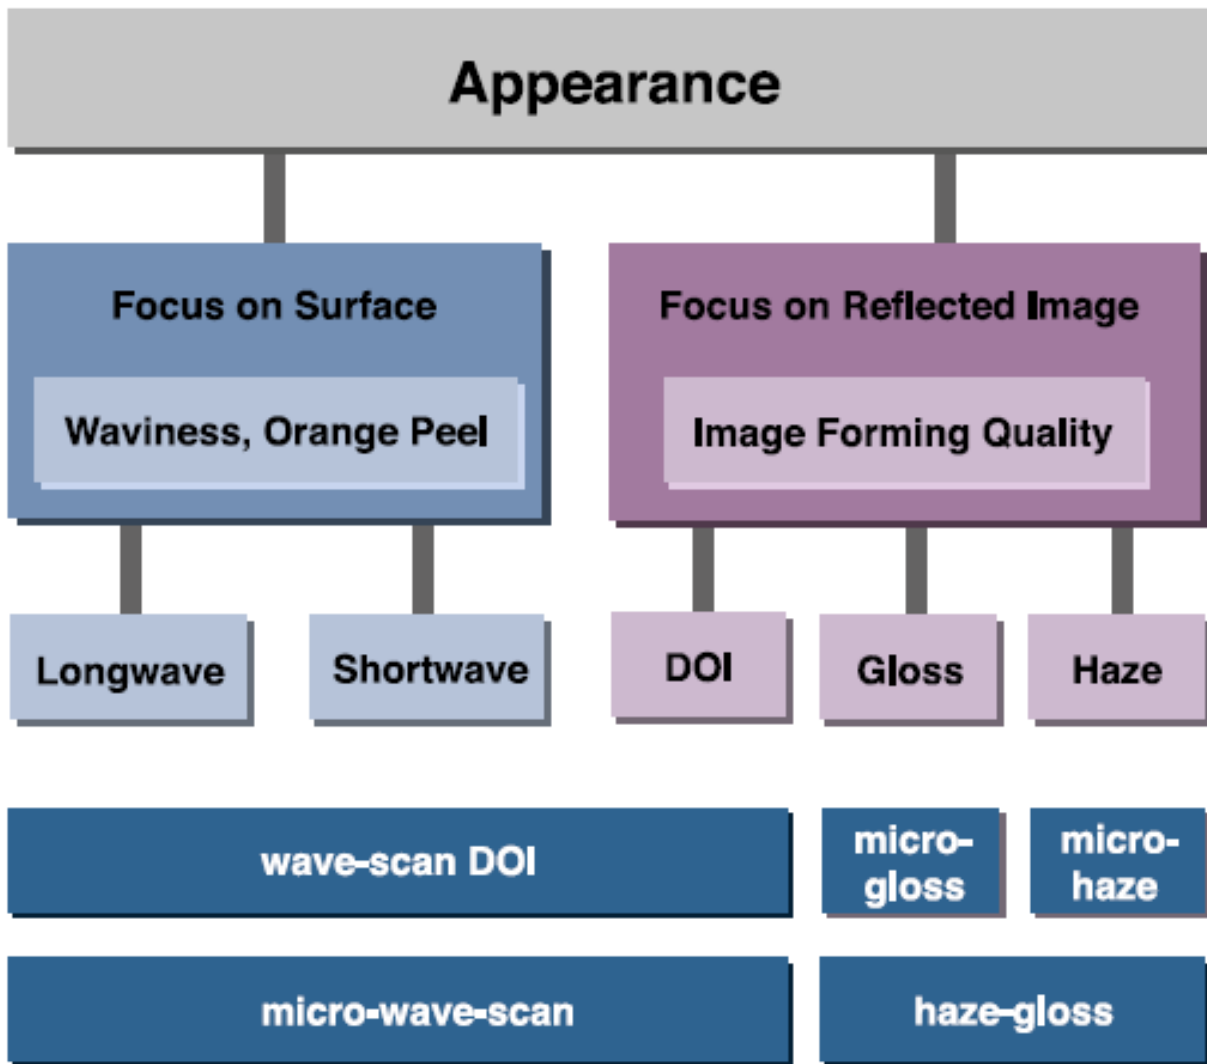 Appearance
Focus on Surface
Waviness, Orange Peel
Focus on Reflected Image
Image Forming Quality
Longwave
Shortwave
DOI
Gloss
Haze
wave-scan DOI
micro-
gloss
micro-
haze
micro-wave-scan
haze-gloss